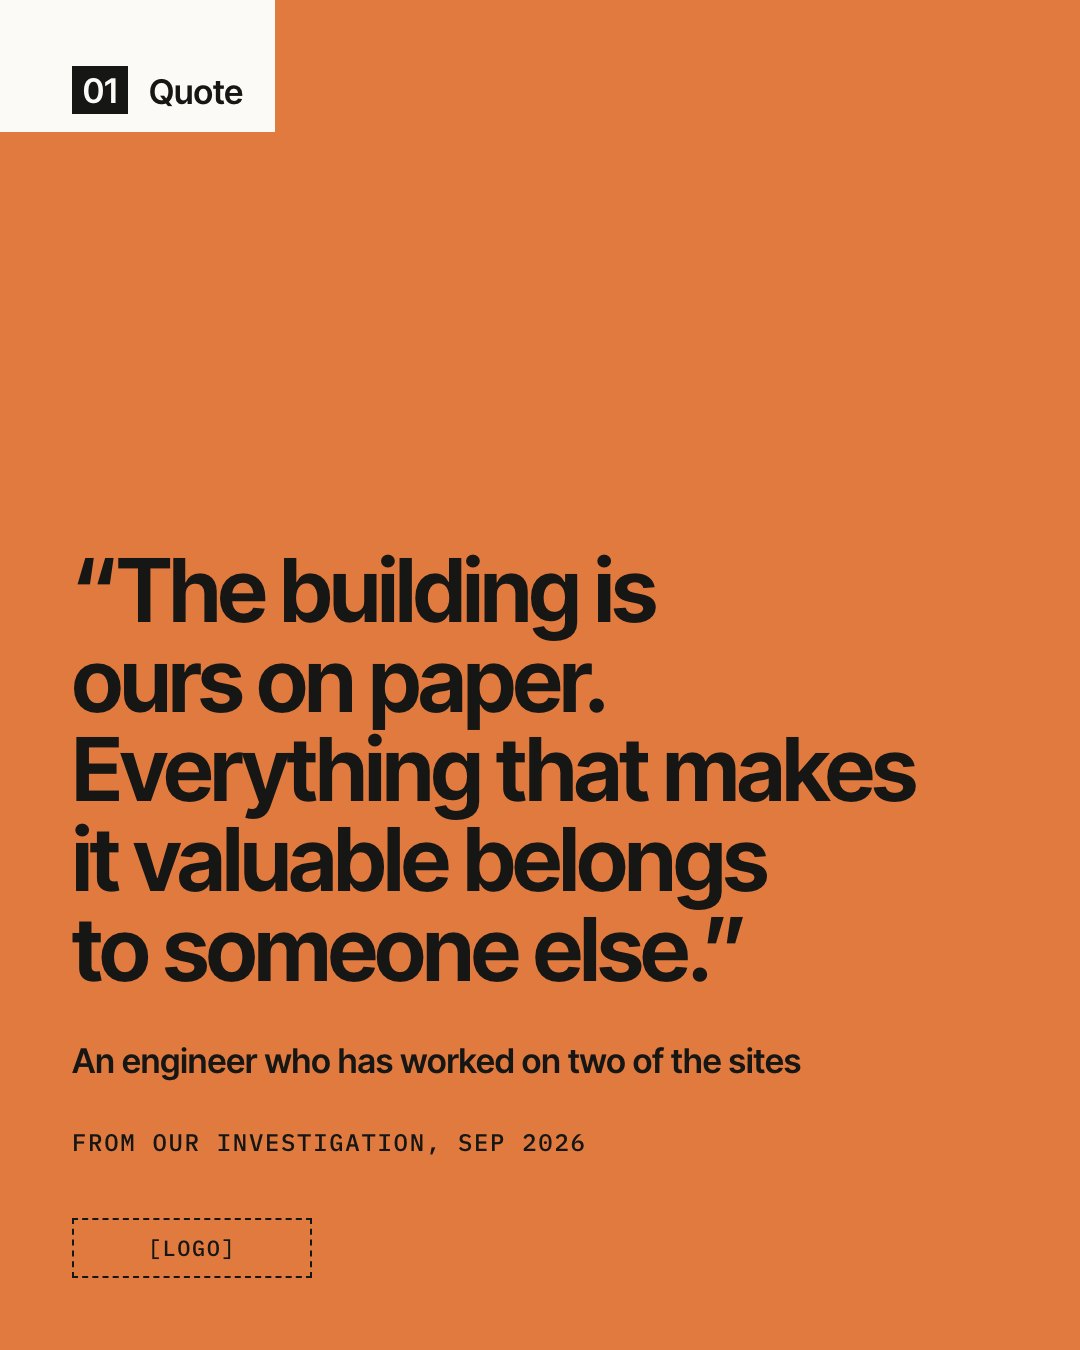 01 Quote
“The building is
ours on paper.
Everything that makes
it valuable belongs
to someone else.”
An engineer who has worked on two of the sites
FROM OUR INVESTIGATION, SEP 2026
[LOGO]